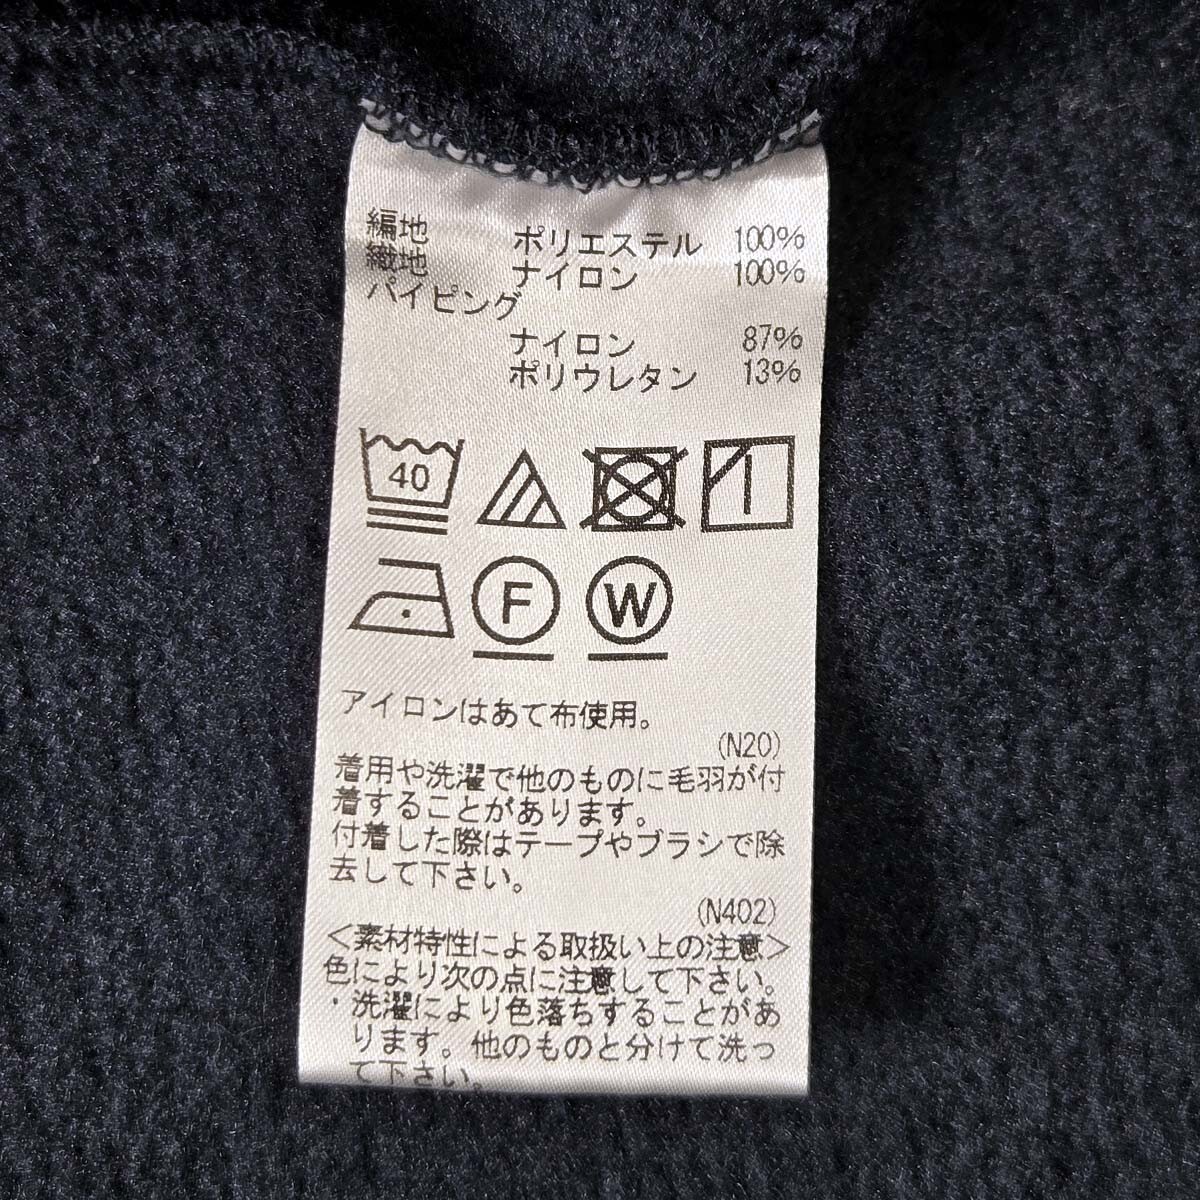 編地 ポリエステル 100%
織地 ナイロン 100%
パイピング
ナイロン 87%
ポリウレタン 13%
40
F W
アイロンはあて布使用。
(N20)
着用や洗濯で他のものに毛羽が付
着することがあります。
付着した際はテープやブラシで除
去して下さい。
(N402)
<素材特性による取扱い上の注意>
色により次の点に注意して下さい。
・洗濯により色落ちすることがあ
ります。他のものと分けて洗っ
て下さい。